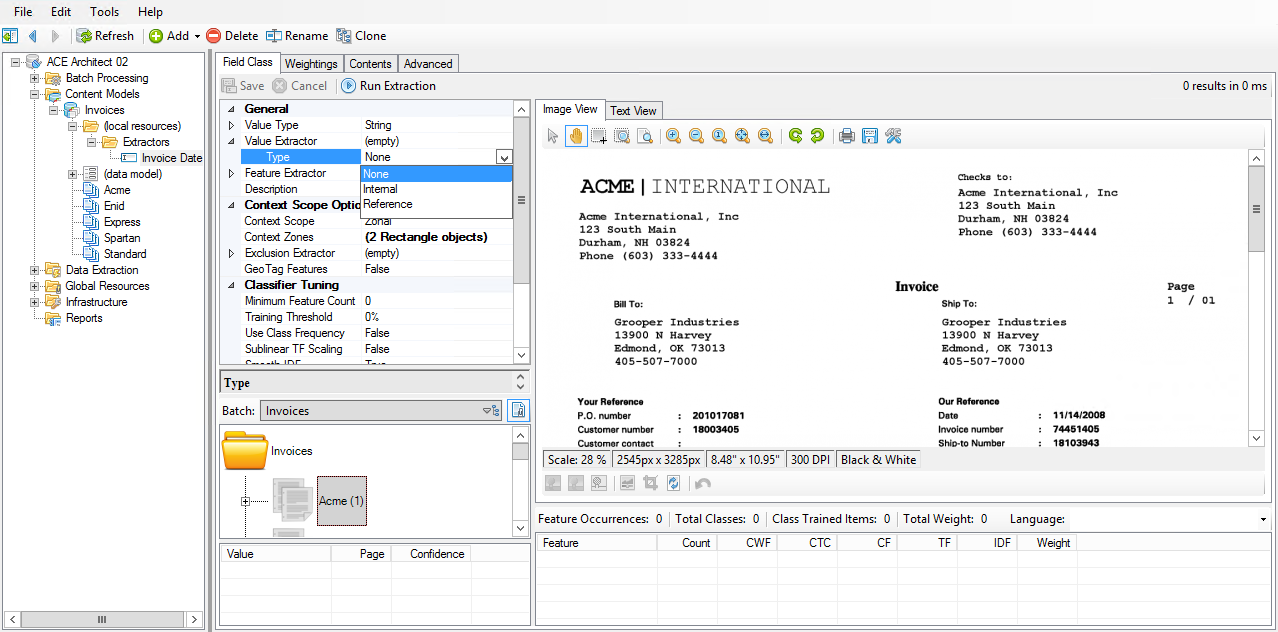 File Edit Tools Help
Refresh Add Delete Rename Clone
ACE Architect 02
Batch Processing
Content Models
Invoices
(local resources)
Extractors
Invoice Date
(data model)
Acme
Enid
Express
Spartan
Standard
Data Extraction
Global Resources
Infrastructure
Reports
Field Class Weightings Contents Advanced
Save Cancel Run Extraction 0 results in 0 ms
General
Value Type String
Value Extractor (empty)
Type None
Feature Extractor None
Description Internal
Reference
Context Scope Optio
Context Scope Zonal
Context Zones (2 Rectangle objects)
Exclusion Extractor (empty)
GeoTag Features False
Classifier Tuning
Minimum Feature Count 0
Training Threshold 0%
Use Class Frequency False
Sublinear TF Scaling False
Type
Batch: Invoices
Invoices
Acme (1)
Value Page Confidence
Image View Text View
ACME | INTERNATIONAL
Acme International, Inc
123 South Main
Durham, NH 03824
Phone (603) 333-4444
Checks to:
Acme International, Inc
123 South Main
Durham, NH 03824
Phone (603) 333-4444
Invoice
Page
1 / 01
Bill To:
Grooper Industries
13900 N Harvey
Edmond, OK 73013
405-507-7000
Ship To:
Grooper Industries
13900 N Harvey
Edmond, OK 73013
405-507-7000
Your Reference
P.O. number : 201017081
Customer number : 18003405
Customer contact :
Our Reference
Date : 11/14/2008
Invoice number : 74451405
Ship-to Number : 18103943
Scale: 28 % 2545px x 3285px 8.48" x 10.95" 300 DPI Black & White
Feature Occurrences: 0 Total Classes: 0 Class Trained Items: 0 Total Weight: 0 Language:
Feature Count CWF CTC CF TF IDF Weight